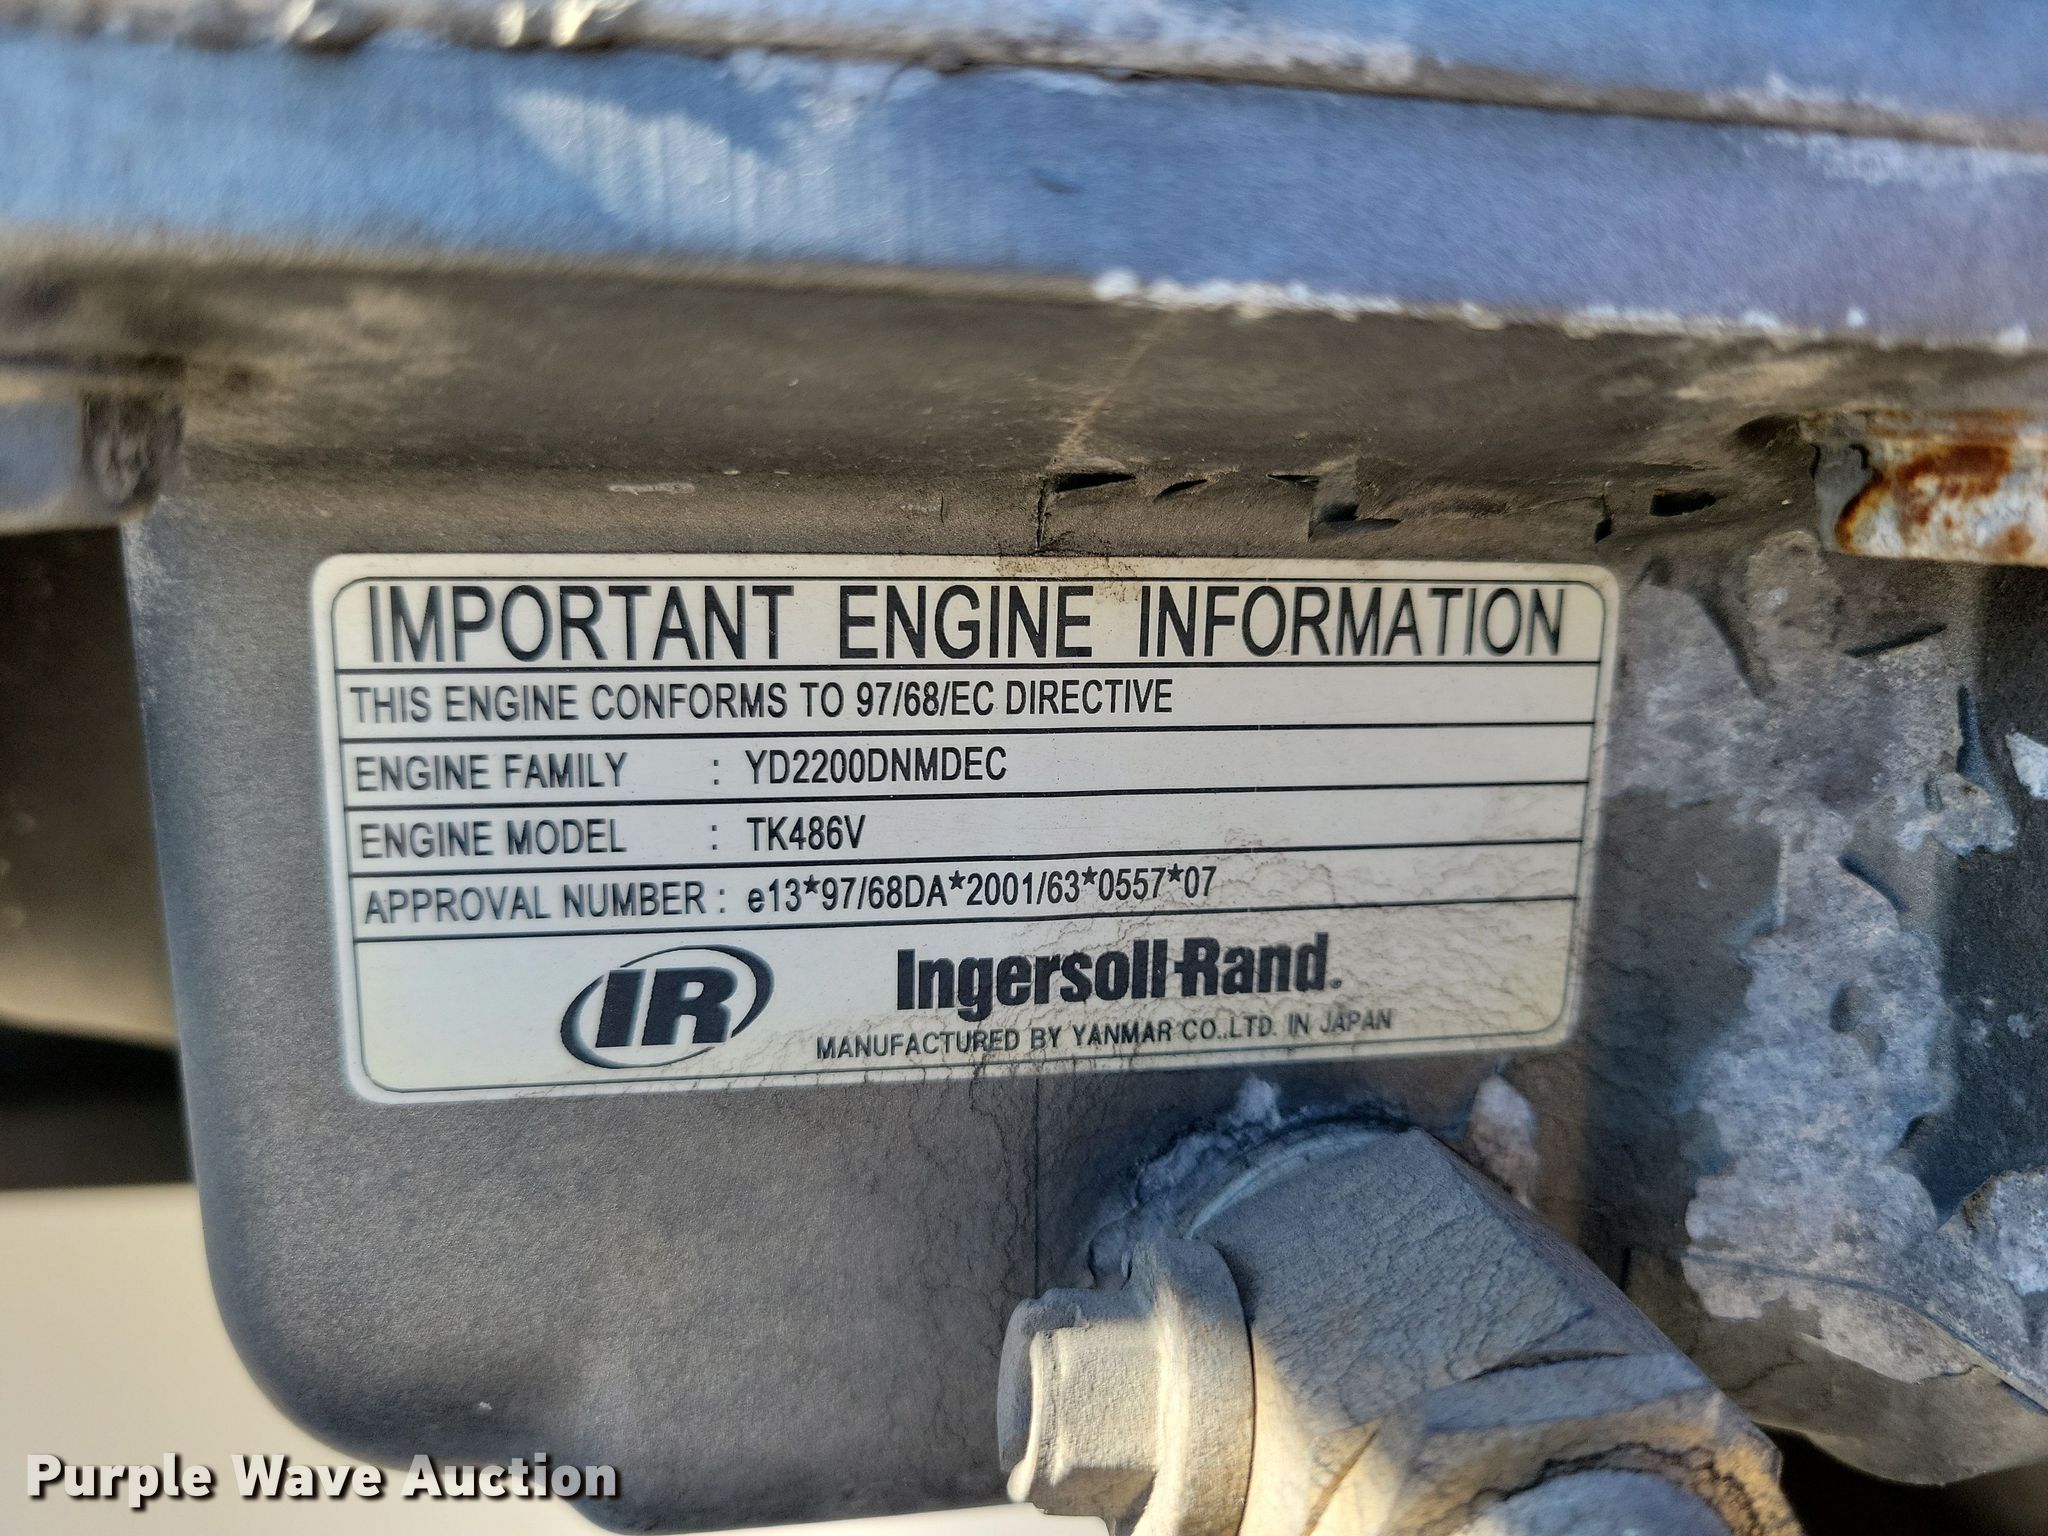 IMPORTANT ENGINE INFORMATION
THIS ENGINE CONFORMS TO 97/68/EC DIRECTIVE
ENGINE FAMILY : YD2200DNMDEC
ENGINE MODEL : TK486V
APPROVAL NUMBER : e13*97/68DA*2001/63*0557*07
IR Ingersoll-Rand.
MANUFACTURED BY YANMAR CO.,LTD. IN JAPAN
Purple Wave Auction